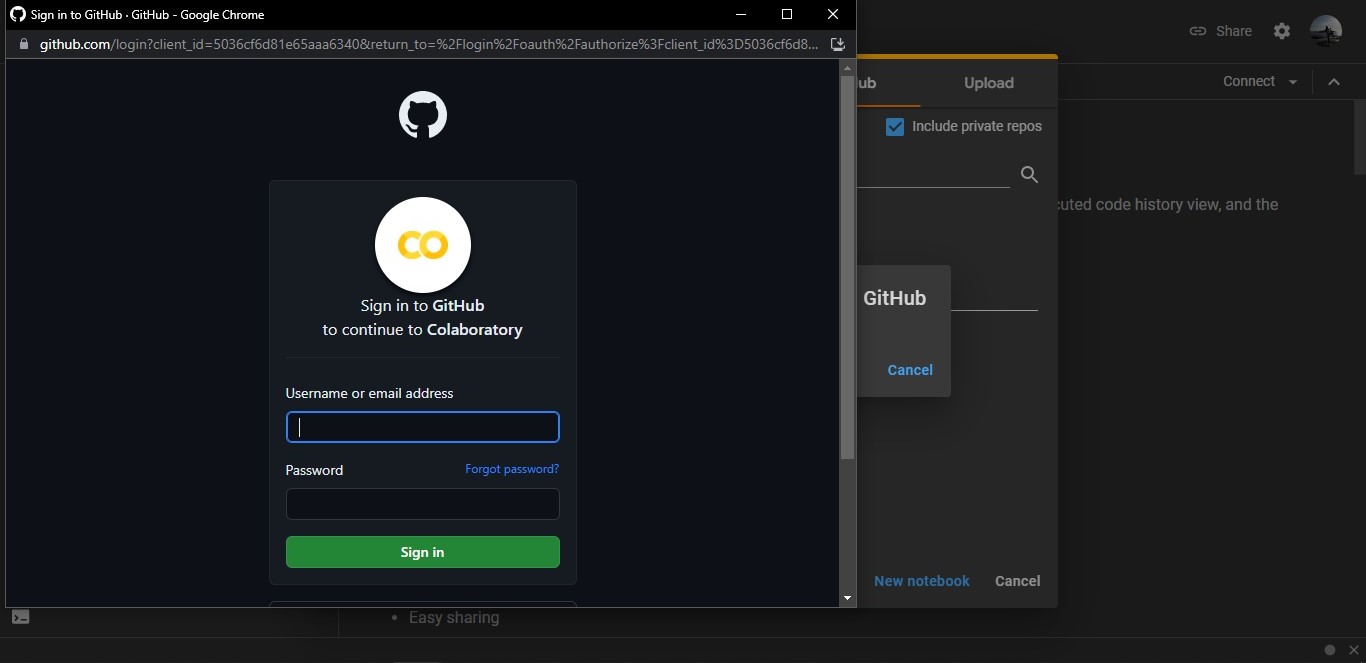 Sign in to GitHub · GitHub - Google Chrome
github.com/login?client_id=5036cf6d81e65aaa6340&return_to=%2Flogin%2Foauth%2Fauthorize%3Fclient_id%3D5036cf6d8...
Share
ub
Upload
Connect
Include private repos
cuted code history view, and the
CO
Sign in to GitHub
to continue to Colaboratory
GitHub
Cancel
Username or email address
Password
Forgot password?
Sign in
New notebook
Cancel
• Easy sharing